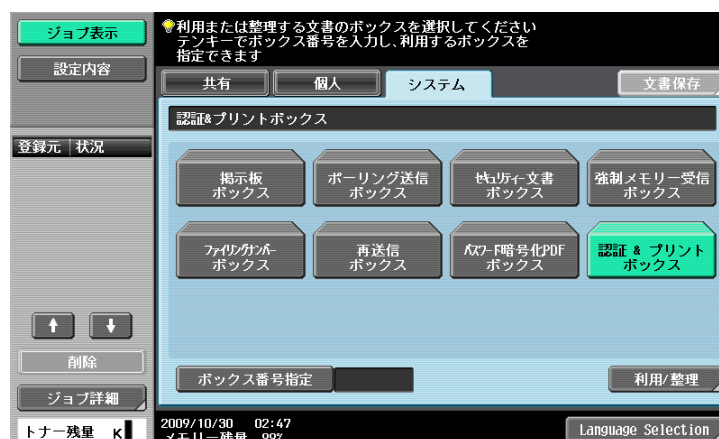 ジョブ表示
設定内容
登録元 状況
削除
ジョブ詳細
トナー残量 K
利用または整理する文書のボックスを選択してください
テンキーでボックス番号を入力し、利用するボックスを
指定できます
共有 個人 システム 文書保存
認証&プリントボックス
掲示板
ボックス
ポーリング送信
ボックス
セキュリティー文書
ボックス
強制メモリー受信
ボックス
ファイリングナンバー
ボックス
再送信
ボックス
パスワード暗号化PDF
ボックス
認証 & プリント
ボックス
ボックス番号指定
利用/整理
2009/10/30 02:47
メモリー残量 99%
Language Selection